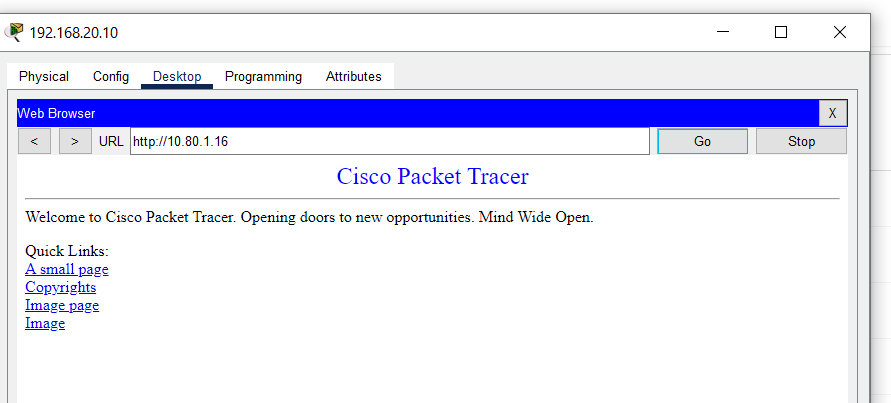 192.168.20.10
Physical Config Desktop Programming Attributes
Web Browser X
< > URL http://10.80.1.16 Go Stop
Cisco Packet Tracer
Welcome to Cisco Packet Tracer. Opening doors to new opportunities. Mind Wide Open.
Quick Links:
A small page
Copyrights
Image page
Image